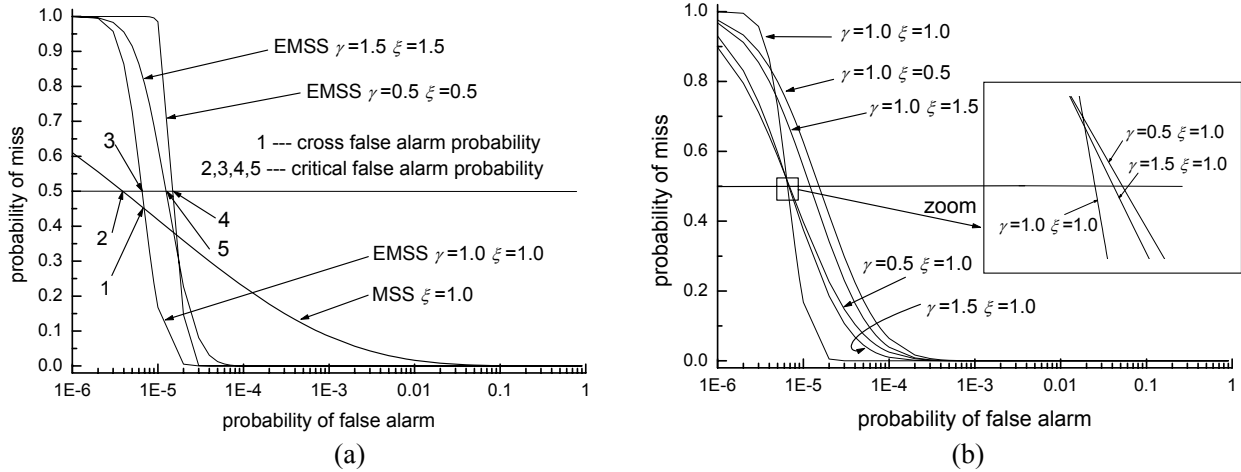 1.0
0.9
0.8
0.7
0.6
0.5
0.4
0.3
0.2
0.1
0.0
probability of miss
EMSS γ=1.5 ξ=1.5
EMSS γ=0.5 ξ=0.5
1 --- cross false alarm probability
2,3,4,5 --- critical false alarm probability
3
2
1
4
5
EMSS γ=1.0 ξ=1.0
MSS ξ=1.0
1E-6 1E-5 1E-4 1E-3 0.01 0.1 1
probability of false alarm
(a)
1.0
0.8
0.6
0.4
0.2
0.0
probability of miss
γ=1.0 ξ=1.0
γ=1.0 ξ=0.5
γ=1.0 ξ=1.5
γ=0.5 ξ=1.0
γ=1.5 ξ=1.0
γ=1.0 ξ=1.0
zoom
γ=0.5 ξ=1.0
γ=1.5 ξ=1.0
1E-6 1E-5 1E-4 1E-3 0.01 0.1 1
probability of false alarm
(b)